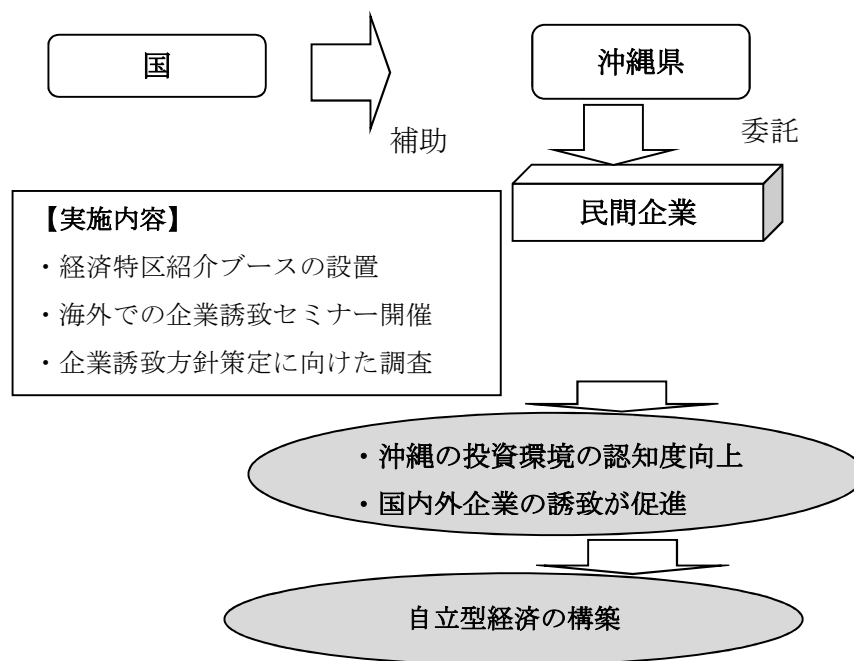 国
沖縄県
補助
委託
民間企業
【実施内容】
・経済特区紹介ブースの設置
・海外での企業誘致セミナー開催
・企業誘致方針策定に向けた調査
・沖縄の投資環境の認知度向上
・国内外企業の誘致が促進
自立型経済の構築